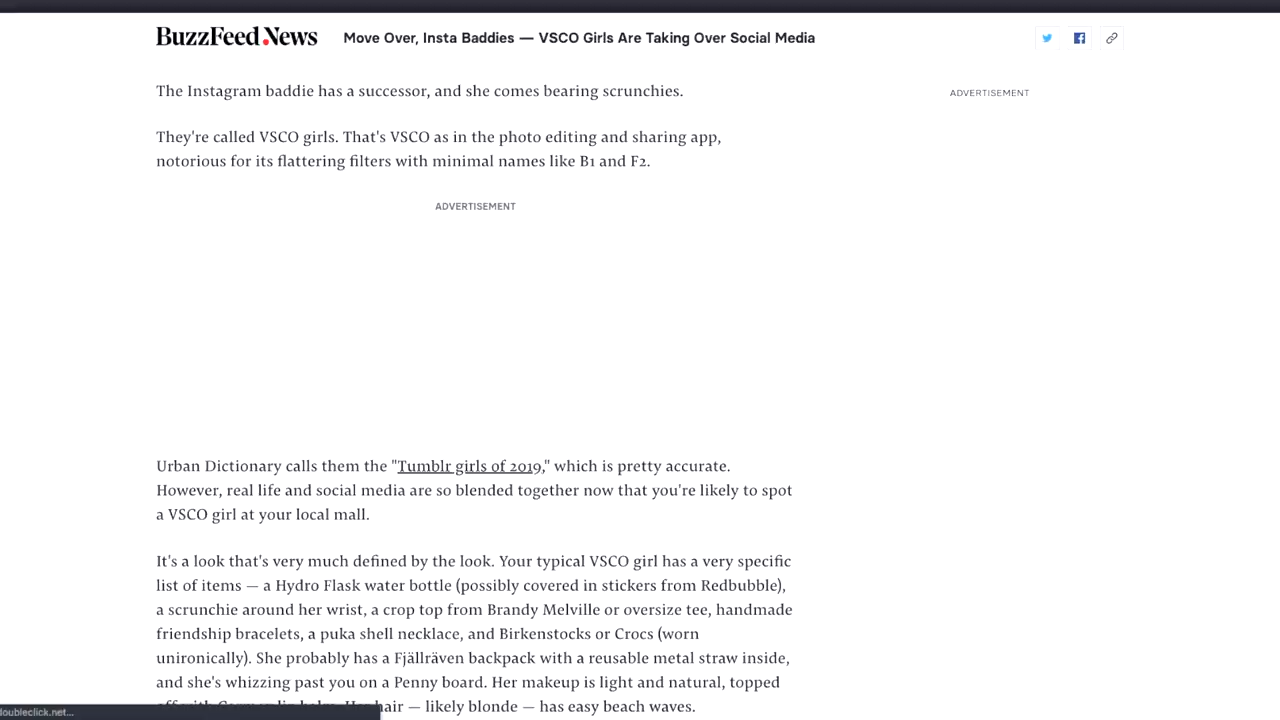 BuzzFeed News Move Over, Insta Baddies — VSCO Girls Are Taking Over Social Media
The Instagram baddie has a successor, and she comes bearing scrunchies.
ADVERTISEMENT
They're called VSCO girls. That's VSCO as in the photo editing and sharing app,
notorious for its flattering filters with minimal names like B1 and F2.
ADVERTISEMENT
Urban Dictionary calls them the "Tumblr girls of 2019," which is pretty accurate.
However, real life and social media are so blended together now that you're likely to spot
a VSCO girl at your local mall.
It's a look that's very much defined by the look. Your typical VSCO girl has a very specific
list of items — a Hydro Flask water bottle (possibly covered in stickers from Redbubble),
a scrunchie around her wrist, a crop top from Brandy Melville or oversize tee, handmade
friendship bracelets, a puka shell necklace, and Birkenstocks or Crocs (worn
unironically). She probably has a Fjällräven backpack with a reusable metal straw inside,
and she's whizzing past you on a Penny board. Her makeup is light and natural, topped
hair — likely blonde — has easy beach waves.
doubleclick.net...